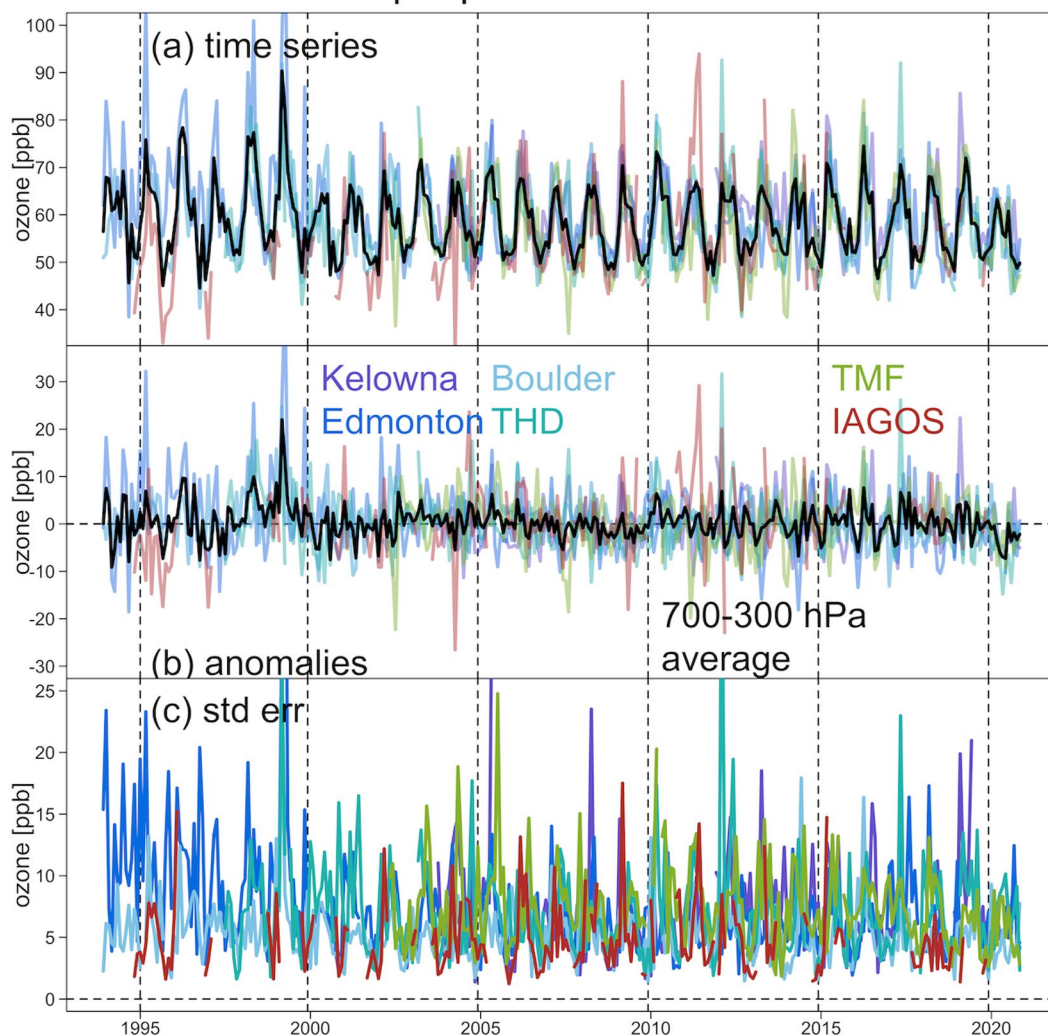 (a) time series
100
90
80
70
60
50
40
ozone [ppb]
Kelowna Boulder TMF
Edmonton THD IAGOS
30
20
10
0
-10
-20
-30
ozone [ppb]
700-300 hPa
average
(b) anomalies
(c) std err
25
20
15
10
5
0
ozone [ppb]
1995 2000 2005 2010 2015 2020